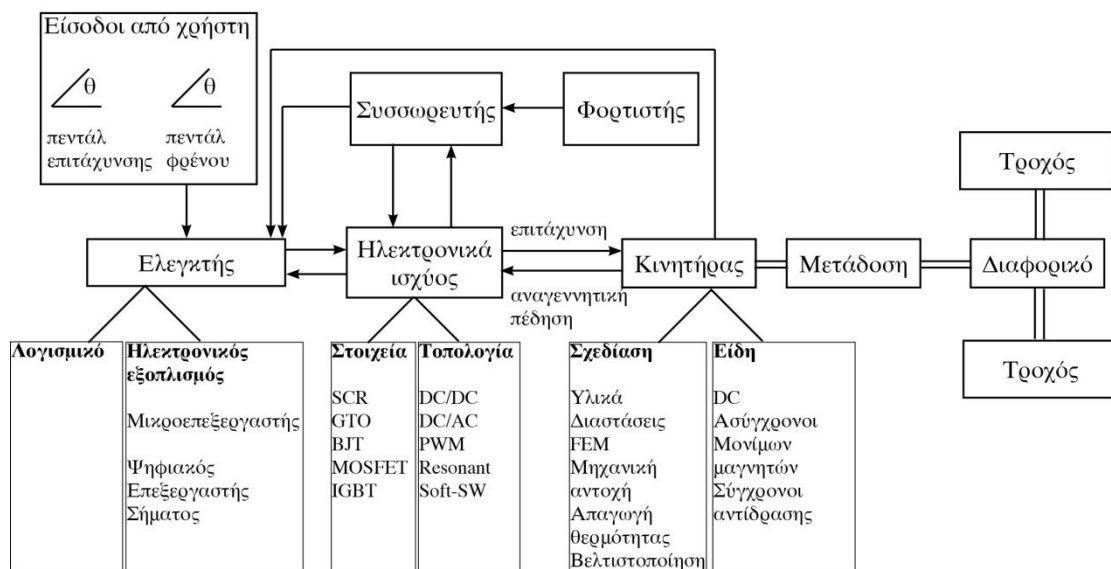 Είσοδοι από χρήστη
θ
θ
πεντάλ
επιτάχυνσης
πεντάλ
φρένου
Συσσωρευτής
Φορτιστής
Ελεγκτής
Ηλεκτρονικά
ισχύος
επιτάχυνση
αναγεννητική
πέδηση
Κινητήρας
Μετάδοση
Διαφορικό
Τροχός
Τροχός
Λογισμικό
Ηλεκτρονικός
εξοπλισμός
Μικροεπεξεργαστής
Ψηφιακός
Επεξεργαστής
Σήματος
Στοιχεία
SCR
GTO
BJT
MOSFET
IGBT
Τοπολογία
DC/DC
DC/AC
PWM
Resonant
Soft-SW
Σχεδίαση
Υλικά
Διαστάσεις
FEM
Μηχανική
αντοχή
Απαγωγή
θερμότητας
Βελτιστοποίηση
Είδη
DC
Ασύγχρονοι
Μονίμων
μαγνητών
Σύγχρονοι
αντίδρασης